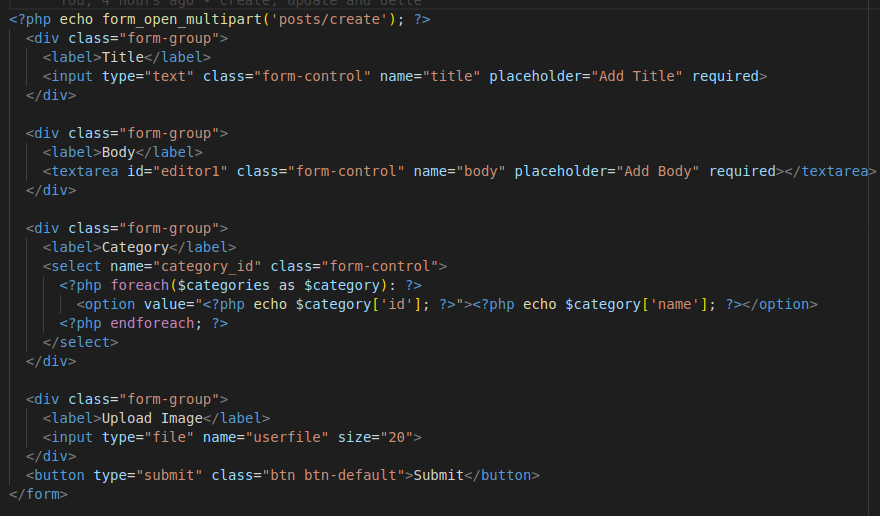 You, 4 hours ago • Create, update and delte
<?php echo form_open_multipart('posts/create'); ?>
<div class="form-group">
<label>Title</label>
<input type="text" class="form-control" name="title" placeholder="Add Title" required>
</div>
<div class="form-group">
<label>Body</label>
<textarea id="editor1" class="form-control" name="body" placeholder="Add Body" required></textarea>
</div>
<div class="form-group">
<label>Category</label>
<select name="category_id" class="form-control">
<?php foreach($categories as $category): ?>
<option value="<?php echo $category['id']; ?>"><?php echo $category['name']; ?></option>
<?php endforeach; ?>
</select>
</div>
<div class="form-group">
<label>Upload Image</label>
<input type="file" name="userfile" size="20">
</div>
<button type="submit" class="btn btn-default">Submit</button>
</form>